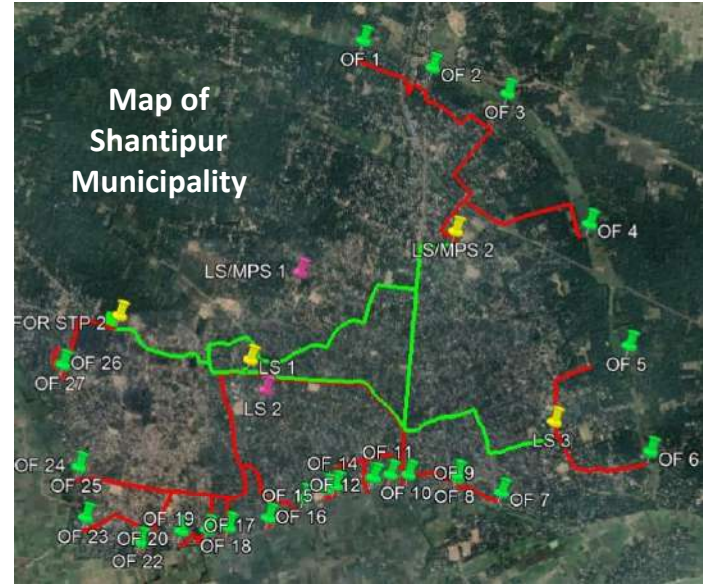 Map of
Shantipur
Municipality
OF 1
OF 2
OF 3
OF 4
LS/MPS 2
LS/MPS 1
FOR STP 2
OF 26
OF 27
LS 1
LS 2
OF 5
LS 3
OF 6
OF 24
OF 25
OF 14
OF 11
OF 12
OF 9
OF 10
OF 8
OF 7
OF 15
OF 16
OF 23
OF 19
OF 17
OF 20
OF 18
OF 22